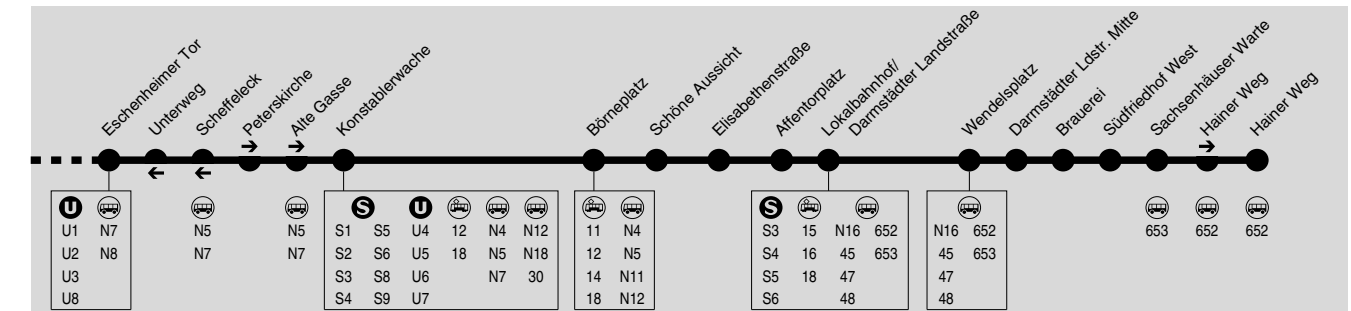 Eschenheimer Tor
Unterweg
Scheffeleck
Peterskirche
Alte Gasse
Konstablerwache
Börneplatz
Schöne Aussicht
Elisabethenstraße
Affentorplatz
Lokalbahnhof/
Darmstädter Landstraße
Wendelsplatz
Darmstädter Ldstr. Mitte
Brauerei
Südfriedhof West
Sachsenhäuser Warte
Hainer Weg
Hainer Weg
U
U1 N7
U2 N8
U3
U8
N5
N7
N5
N7
S U
S1 S5 U4 12 N4 N12
S2 S6 U5 18 N5 N18
S3 S8 U6 N7 30
S4 S9 U7
11 N4
12 N5
14 N11
18 N12
S
S3 15 N16 652
S4 16 45 653
S5 18 47
S6 48
N16 652
45 653
47
48
653
652
652